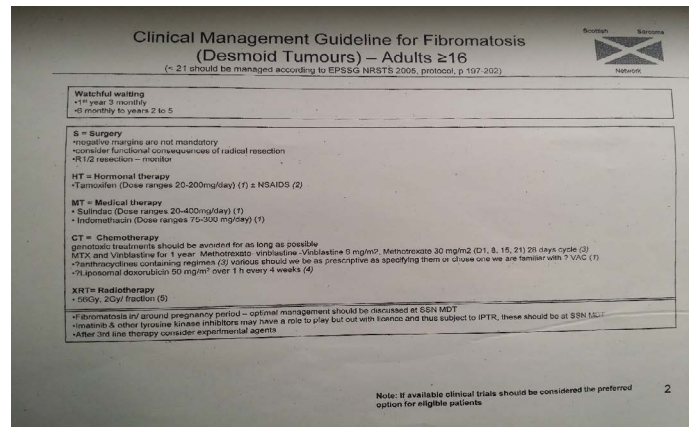 Clinical Management Guideline for Fibromatosis
(Desmoid Tumours) – Adults ≥16
(< 21 should be managed according to EPSSG NRSTS 2005, protocol, p 197-202)
Scottish Sarcoma
Network
Watchful waiting
•1st year 3 monthly
•6 monthly to years 2 to 5
S = Surgery
•negative margins are not mandatory
•consider functional consequences of radical resection
•R1/2 resection – monitor
HT = Hormonal therapy
•Tamoxifen (Dose ranges 20-200mg/day) (1) ± NSAIDS (2)
MT = Medical therapy
• Sulindac (Dose ranges 20-400mg/day) (1)
• Indomethacin (Dose ranges 75-300 mg/day) (1)
CT = Chemotherapy
genotoxic treatments should be avoided for as long as possible
MTX and Vinblastine for 1 year Methotrexate-vinblastine -Vinblastine 6 mg/m2, Methotrexate 30 mg/m2 (D1, 8, 15, 21) 28 days cycle (3)
-?anthracyclines containing regimes (3) various should we be as prescriptive as specifying them or chose one we are familiar with ? VAC (1)
-?Liposomal doxorubicin 50 mg/m² over 1 h every 4 weeks (4)
XRT= Radiotherapy
• 56Gy, 2Gy/ fraction (5)
•Fibromatosis in/ around pregnancy period – optimal management should be discussed at SSN MDT
•Imatinib & other tyrosine kinase inhibitors may have a role to play but out with licence and thus subject to IPTR, these should be at SSN MDT
•After 3rd line therapy consider experimental agents
Note: If available clinical trials should be considered the preferred
option for eligible patients
2